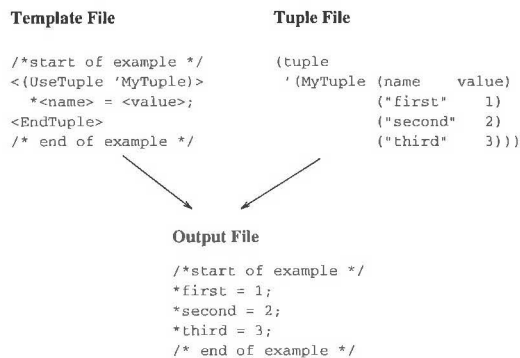 Template File
/*start of example */
<(UseTuple 'MyTuple)>
*<name> = <value>;
<EndTuple>
/* end of example */
Tuple File
(tuple
'(MyTuple (name value)
("first" 1)
("second" 2)
("third" 3)))
Output File
/*start of example */
*first = 1;
*second = 2;
*third = 3;
/* end of example */